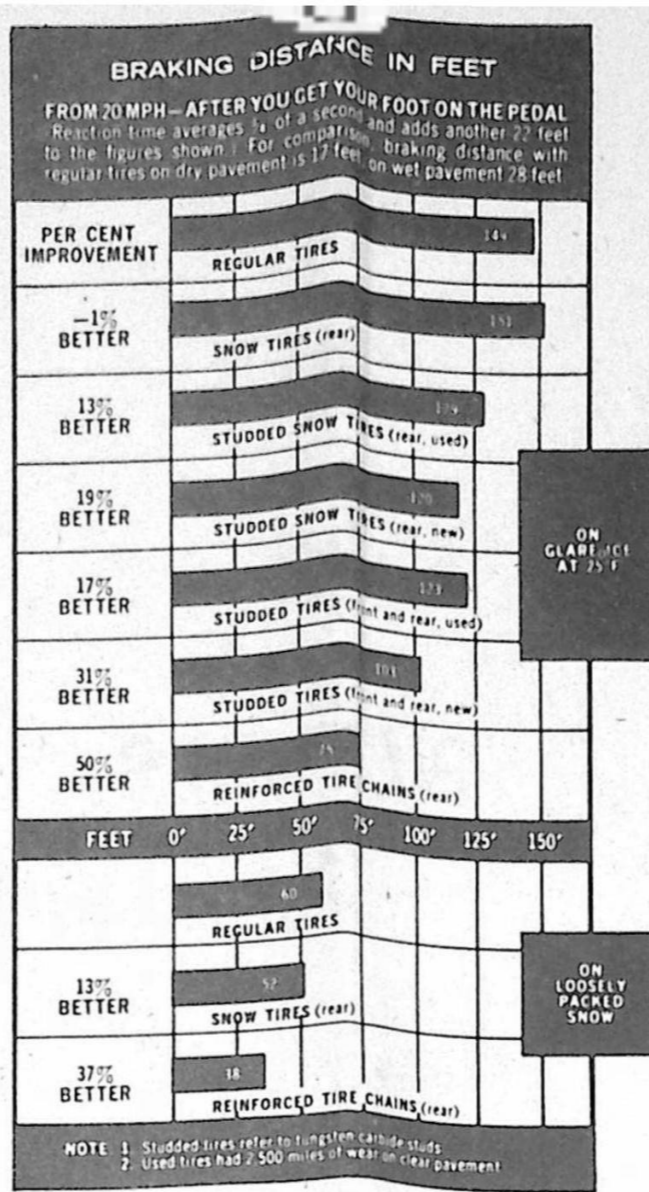 BRAKING DISTANCE IN FEET
FROM 20 MPH—AFTER YOU GET YOUR FOOT ON THE PEDAL
Reaction time averages ¾ of a second and adds another 22 feet
to the figures shown. For comparison, braking distance with
regular tires on dry pavement is 17 feet, on wet pavement 28 feet
PER CENT
IMPROVEMENT
REGULAR TIRES
—1%
BETTER
151
SNOW TIRES (rear)
13%
BETTER
STUDDED SNOW TIRES (rear, used)
19%
BETTER
120
STUDDED SNOW TIRES (rear, new)
17%
BETTER
123
STUDDED TIRES (front and rear, used)
31%
BETTER
103
STUDDED TIRES (front and rear, new)
50%
BETTER
75
REINFORCED TIRE CHAINS (rear)
ON
GLARE ICE
AT 25 F
FEET 0' 25' 50' 75' 100' 125' 150'
60
REGULAR TIRES
13%
BETTER
52
SNOW TIRES (rear)
37%
BETTER
38
REINFORCED TIRE CHAINS (rear)
ON
LOOSELY
PACKED
SNOW
NOTE 1. Studded tires refer to tungsten carbide studs
2. Used tires had 2,500 miles of wear on clear pavement